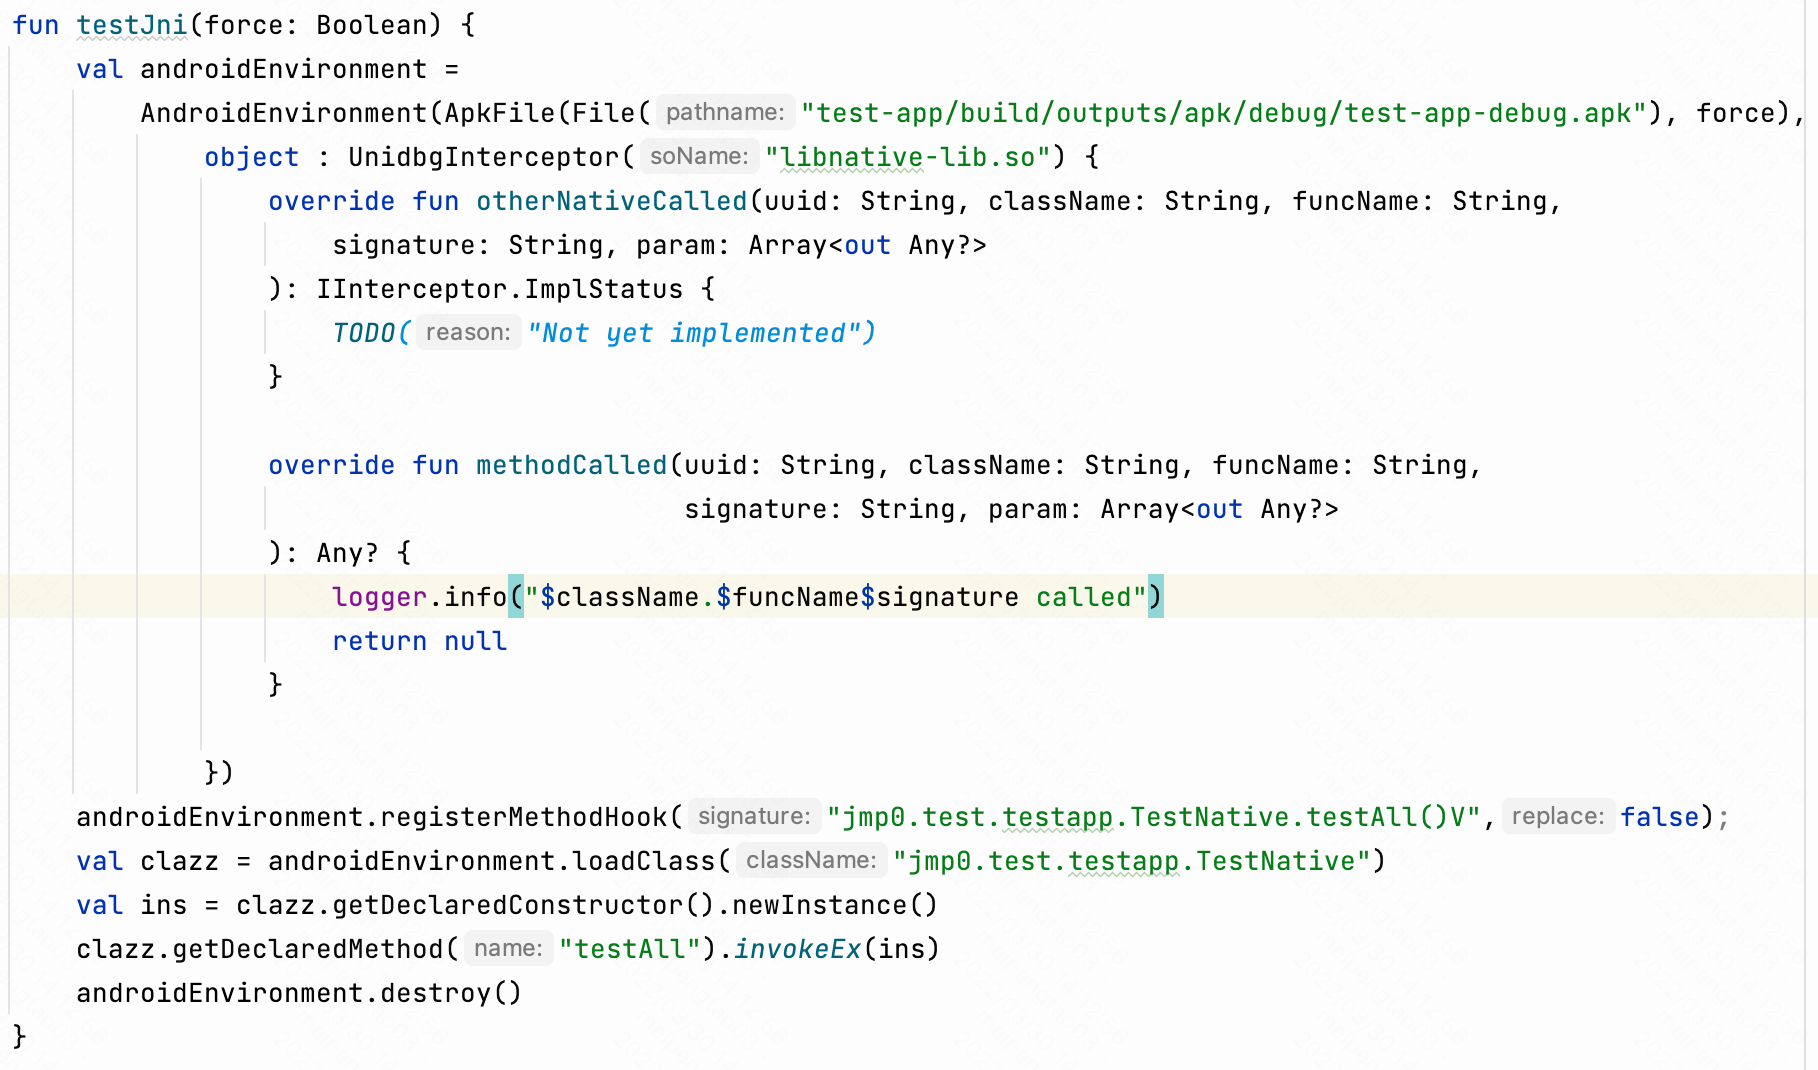 fun testJni(force: Boolean) {
val androidEnvironment =
AndroidEnvironment(ApkFile(File( pathname: "test-app/build/outputs/apk/debug/test-app-debug.apk"), force),
object : UnidbgInterceptor( soName: "libnative-lib.so") {
override fun otherNativeCalled(uuid: String, className: String, funcName: String,
signature: String, param: Array<out Any?>
): IInterceptor.ImplStatus {
TODO( reason: "Not yet implemented")
}
override fun methodCalled(uuid: String, className: String, funcName: String,
signature: String, param: Array<out Any?>
): Any? {
logger.info("$className.$funcName$signature called")
return null
}
})
androidEnvironment.registerMethodHook( signature: "jmp0.test.testapp.TestNative.testAll()V", replace: false);
val clazz = androidEnvironment.loadClass( className: "jmp0.test.testapp.TestNative")
val ins = clazz.getDeclaredConstructor().newInstance()
clazz.getDeclaredMethod( name: "testAll").invokeEx(ins)
androidEnvironment.destroy()
}